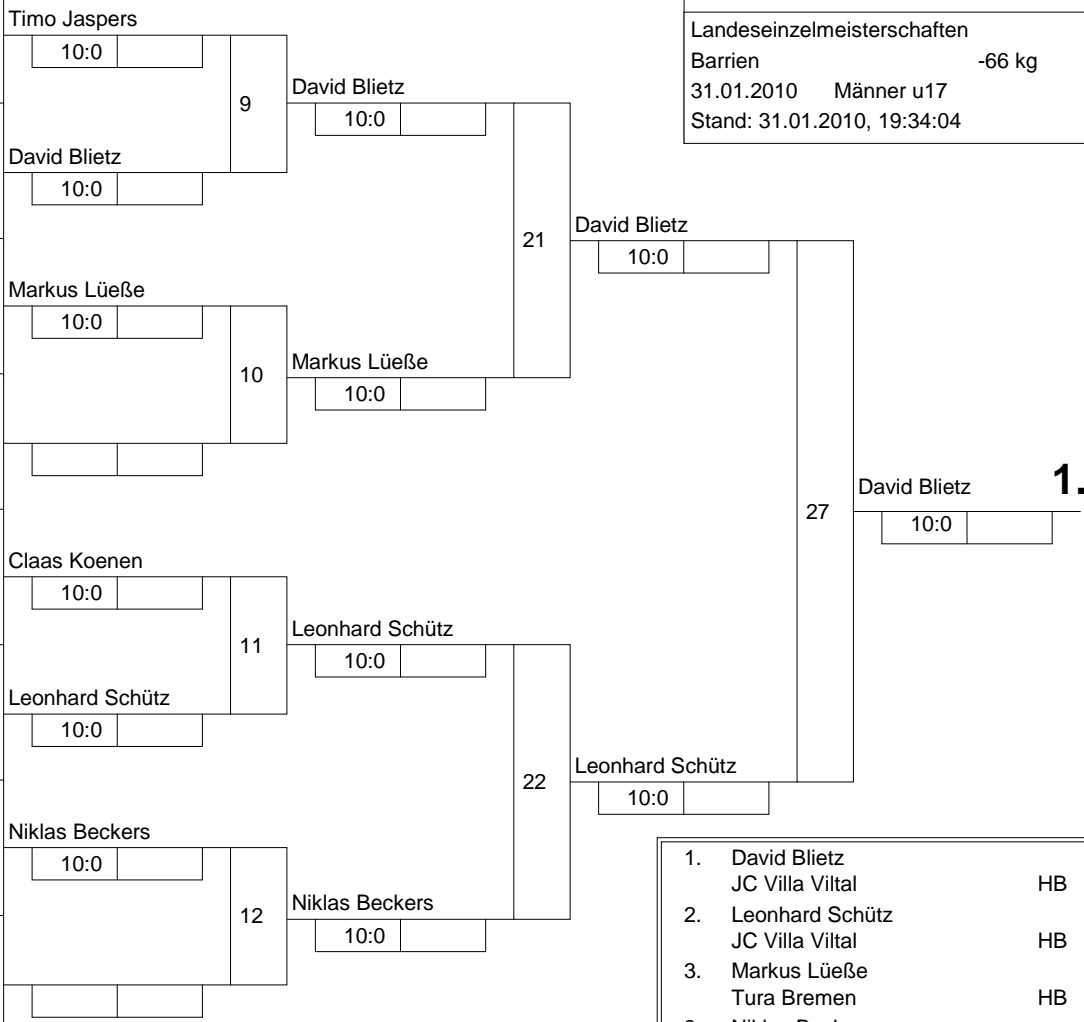 Timo Jaspers
10:0
9
David Blietz
10:0
David Blietz
10:0
Landeseinzelmeisterschaften
Barrien -66 kg
31.01.2010 Männer u17
Stand: 31.01.2010, 19:34:04
21
David Blietz
10:0
Markus Lüeße
10:0
10
Markus Lüeße
10:0
27
David Blietz 1.
10:0
Claas Koenen
10:0
11
Leonhard Schütz
10:0
Leonhard Schütz
10:0
22
Leonhard Schütz
10:0
Niklas Beckers
10:0
12
Niklas Beckers
10:0
1. David Blietz
JC Villa Viltal HB
2. Leonhard Schütz
JC Villa Viltal HB
3. Markus Lüeße
Tura Bremen HB